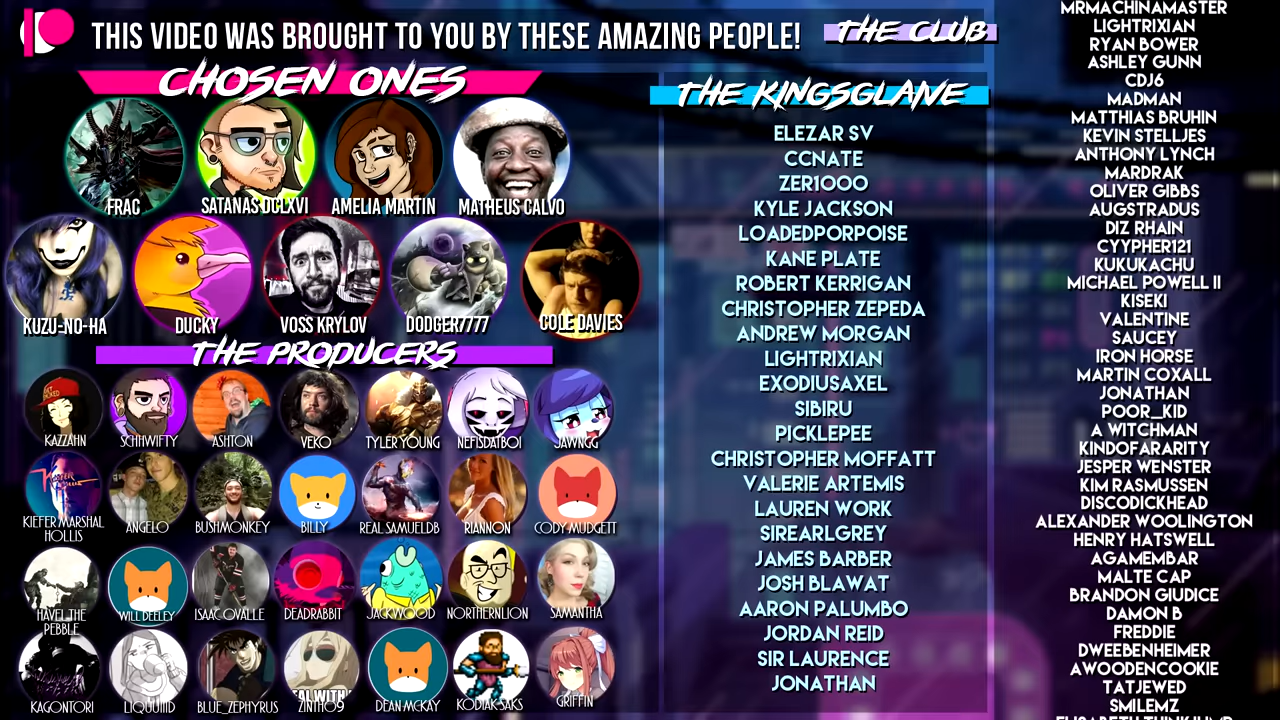 THIS VIDEO WAS BROUGHT TO YOU BY THESE AMAZING PEOPLE!
THE CLUB
CHOSEN ONES
FRAC
SATANAS DCLXVI
AMELIA MARTIN
MATHEUS CALVO
KUZU-NO-HA
DUCKY
VOSS KRYLOV
DODGER7777
COLE DAVIES
THE PRODUCERS
KAZZAHN
SCHHWIFTY
ASHTON
VEKO
TYLER YOUNG
NEFISDATBOI
JAWNGG
KIEFER MARSHAL
HOLLIS
ANGELO
BUSHMONKEY
BILLY
REAL SAMUELDB
RIANNON
CODY MUDGETT
HAVEL THE
PEBBLE
WILL DEELEY
ISAAC OVALLE
DEADRABBIT
JACKWOOD
NORTHERNLION
SAMANTHA
KAGONTORI
LIQUUIIID
BLUE_ZEPHYRUS
ZINTHO9
DEAN MCKAY
KODIAK SAKS
GRIFFIN
THE KINGSGLAIVE
ELEZAR SV
CCNATE
ZER1OOO
KYLE JACKSON
LOADEDPORPOISE
KANE PLATE
ROBERT KERRIGAN
CHRISTOPHER ZEPEDA
ANDREW MORGAN
LIGHTRIXIAN
EXODIUSAXEL
SIBIRU
PICKLEPEE
CHRISTOPHER MOFFATT
VALERIE ARTEMIS
LAUREN WORK
SIREARLGREY
JAMES BARBER
JOSH BLAWAT
AARON PALUMBO
JORDAN REID
SIR LAURENCE
JONATHAN
MRMACHINAMASTER
LIGHTRIXIAN
RYAN BOWER
ASHLEY GUNN
CDJ6
MADMAN
MATTHIAS BRUHIN
KEVIN STELLJES
ANTHONY LYNCH
MARDRAK
OLIVER GIBBS
AUGSTRADUS
DIZ RHAIN
CYYPHER121
KUKUKACHU
MICHAEL POWELL II
KISEKI
VALENTINE
SAUCEY
IRON HORSE
MARTIN COXALL
JONATHAN
POOR_KID
A WITCHMAN
KINDOFARARITY
JESPER WENSTER
KIM RASMUSSEN
DISCODICKHEAD
ALEXANDER WOOLINGTON
HENRY HATSWELL
AGAMEMBAR
MALTE CAP
BRANDON GIUDICE
DAMON B
FREDDIE
DWEEBENHEIMER
AWOODENCOOKIE
TATJEWED
SMILEMZ